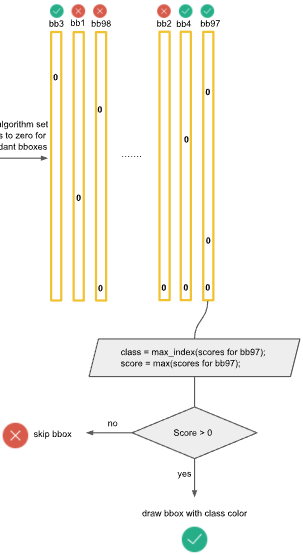 bb3 bb1 bb98 bb2 bb4 bb97
0
0
0
0
algorithm set
s to zero for
dant bboxes
.......
0
0
0 0 0 0
class = max_index(scores for bb97);
score = max(scores for bb97);
no
Score > 0
skip bbox
yes
draw bbox with class color